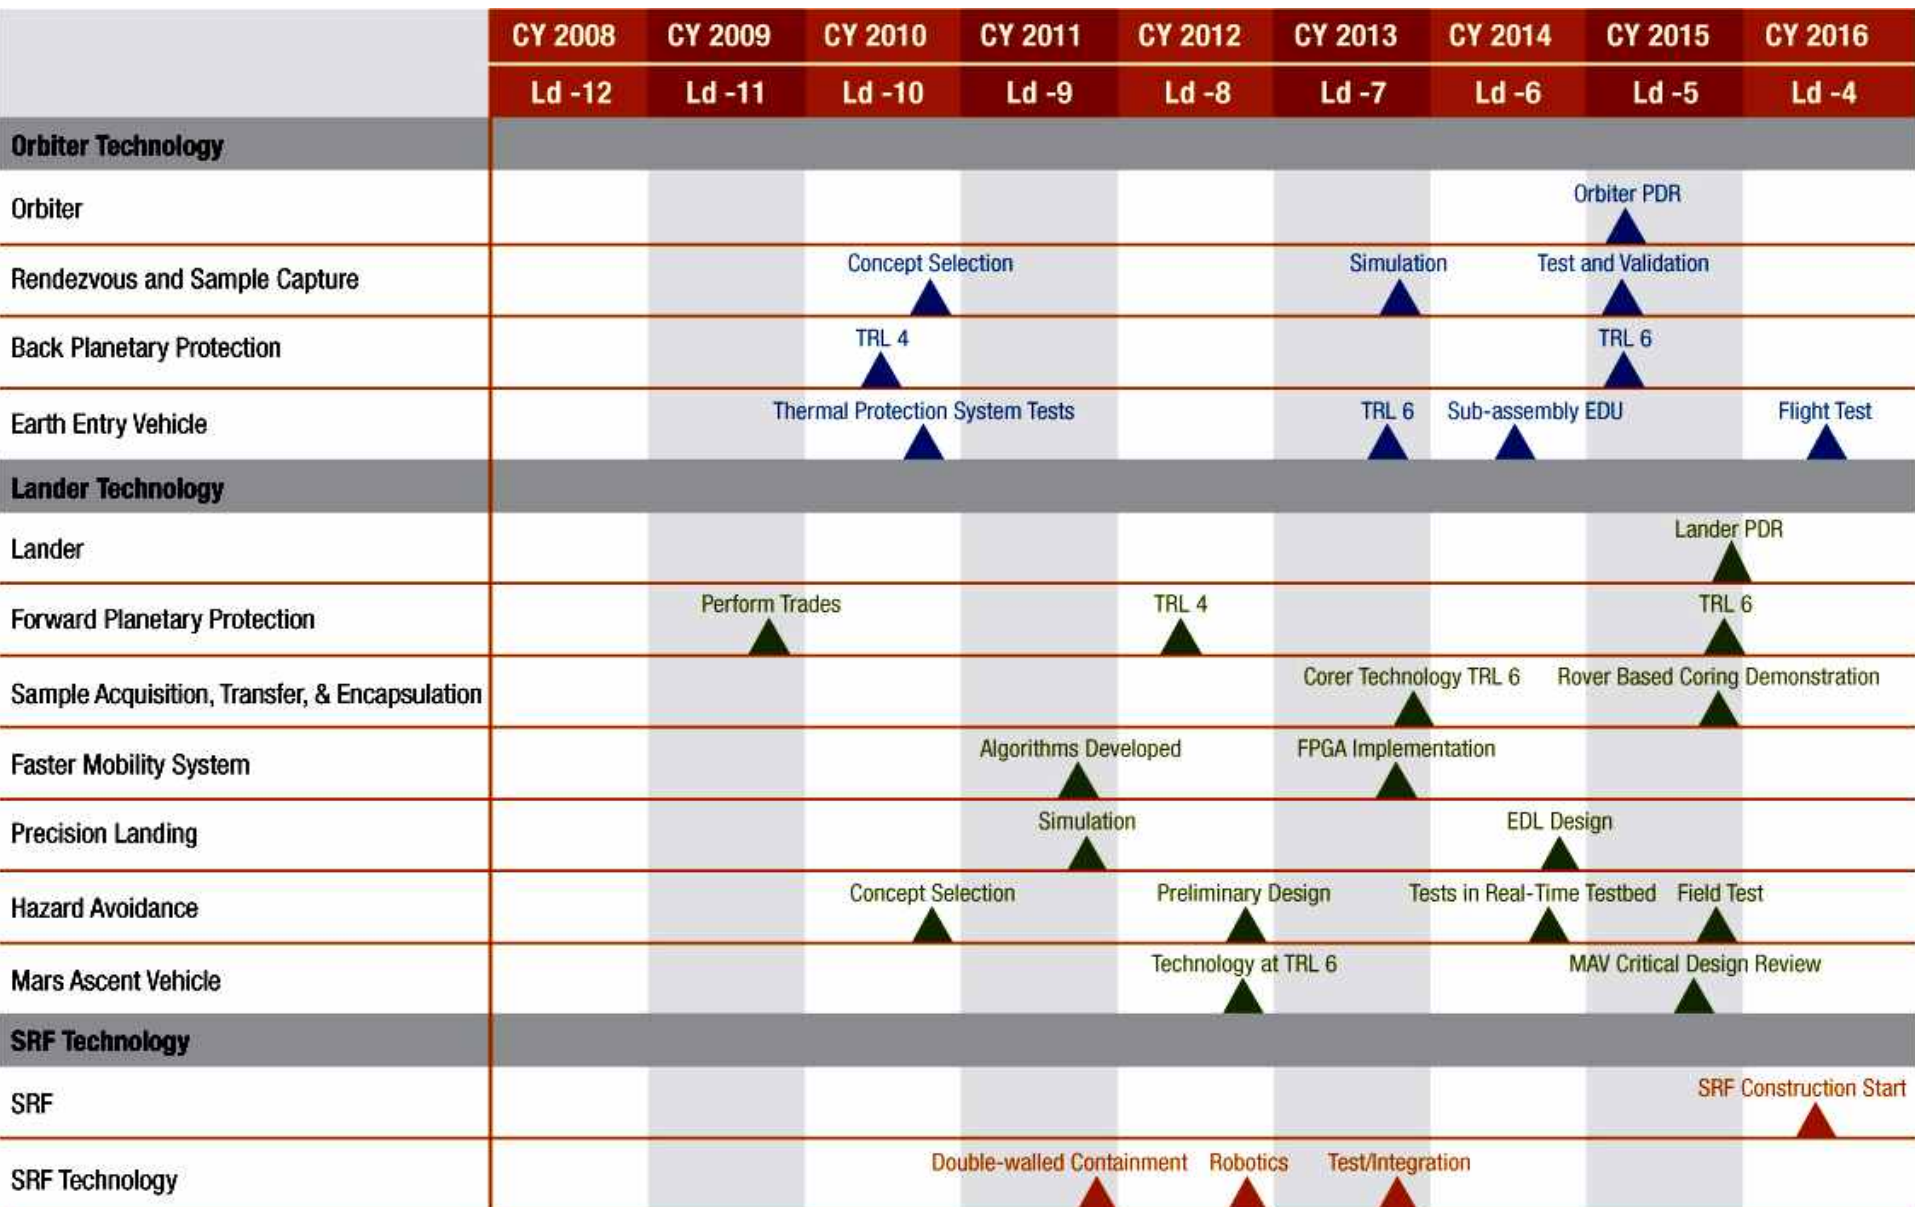 CY 2008 CY 2009 CY 2010 CY 2011 CY 2012 CY 2013 CY 2014 CY 2015 CY 2016
Ld -12 Ld -11 Ld -10 Ld -9 Ld -8 Ld -7 Ld -6 Ld -5 Ld -4
Orbiter Technology
Orbiter PDR
Orbiter
Concept Selection Simulation Test and Validation
Rendezvous and Sample Capture
TRL 4 TRL 6
Back Planetary Protection
Thermal Protection System Tests TRL 6 Sub-assembly EDU Flight Test
Earth Entry Vehicle
Lander Technology
Lander PDR
Lander
Perform Trades TRL 4 TRL 6
Forward Planetary Protection
Corer Technology TRL 6 Rover Based Coring Demonstration
Sample Acquisition, Transfer, & Encapsulation
Algorithms Developed FPGA Implementation
Faster Mobility System
Simulation EDL Design
Precision Landing
Concept Selection Preliminary Design Tests in Real-Time Testbed Field Test
Hazard Avoidance
Technology at TRL 6 MAV Critical Design Review
Mars Ascent Vehicle
SRF Technology
SRF Construction Start
SRF
Double-walled Containment Robotics Test/Integration
SRF Technology